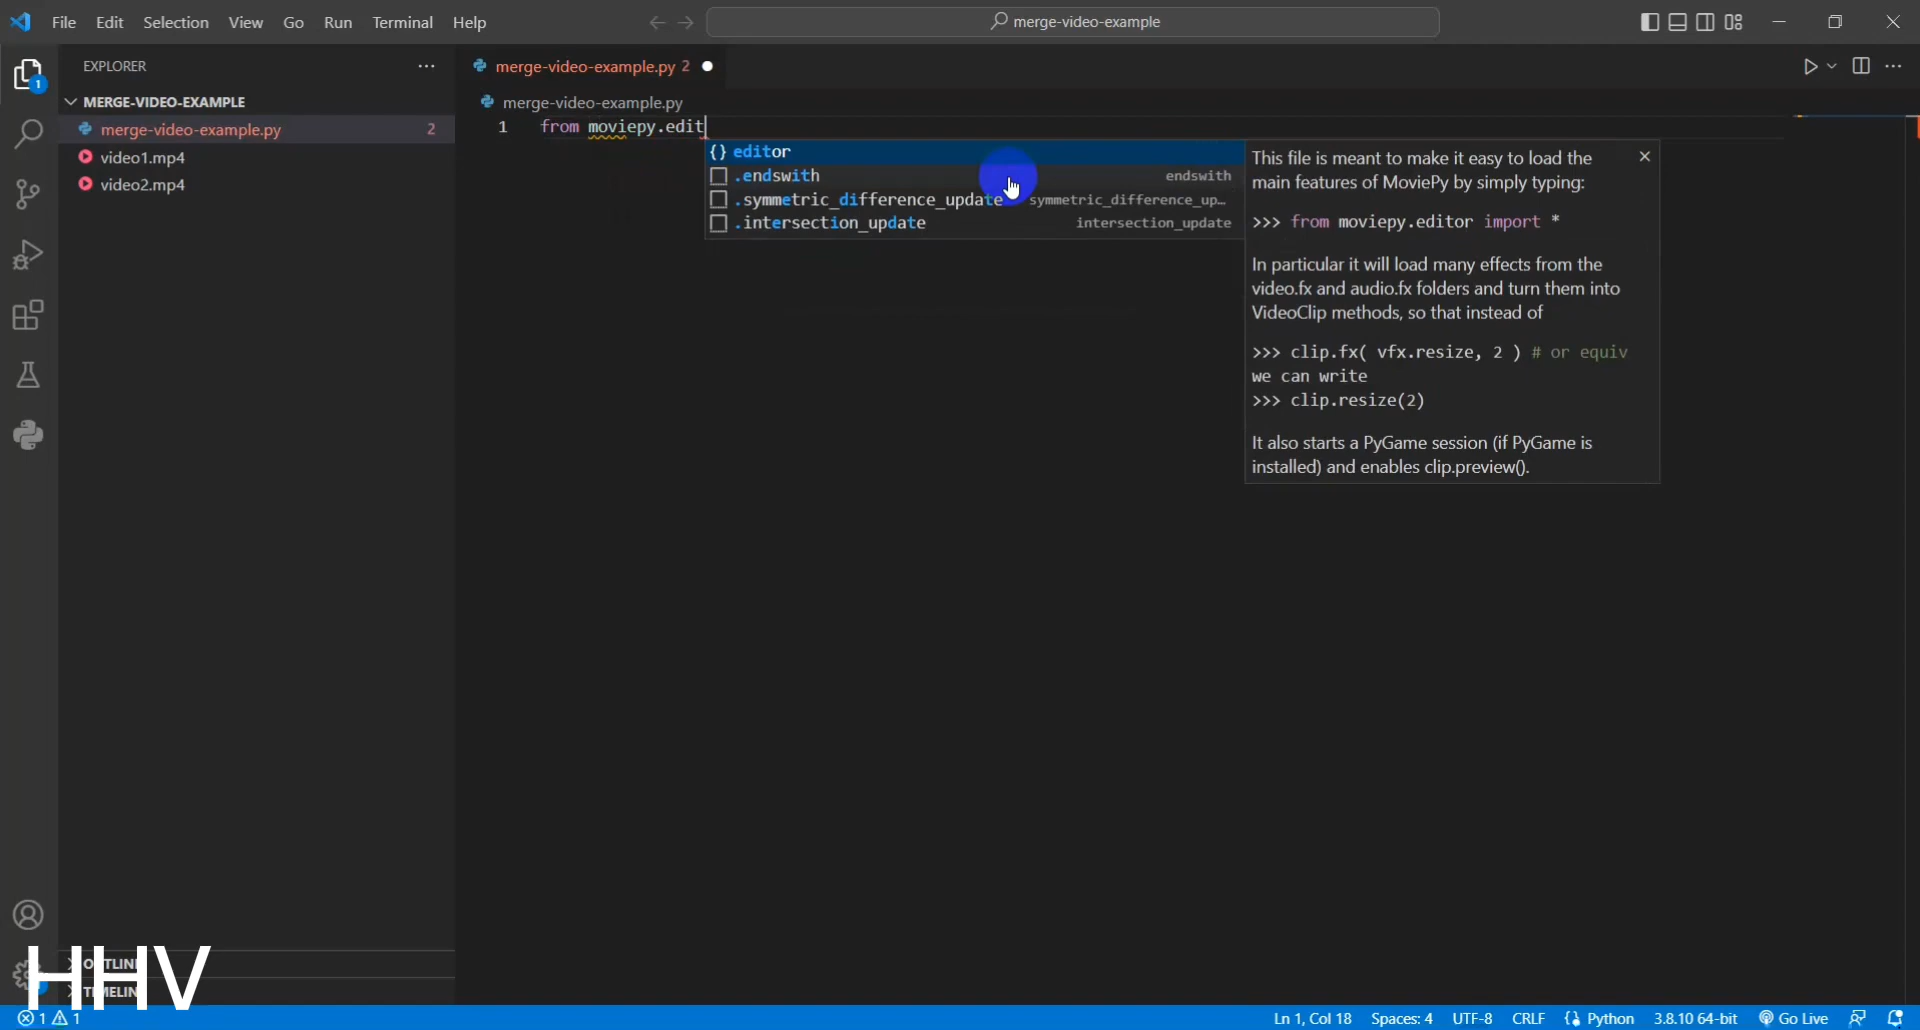 File Edit Selection View Go Run Terminal Help
merge-video-example
EXPLORER
MERGE-VIDEO-EXAMPLE
merge-video-example.py 2
video1.mp4
video2.mp4
merge-video-example.py 2
merge-video-example.py
1 from moviepy.edit
{} editor
.endswith endswith
.symmetric_difference_update symmetric_difference_up...
.intersection_update intersection_update
This file is meant to make it easy to load the
main features of MoviePy by simply typing:
>>> from moviepy.editor import *
In particular it will load many effects from the
video.fx and audio.fx folders and turn them into
VideoClip methods, so that instead of
>>> clip.fx( vfx.resize, 2 ) # or equiv
we can write
>>> clip.resize(2)
It also starts a PyGame session (if PyGame is
installed) and enables clip.preview().
1
HHV
1 1
Ln 1, Col 18 Spaces: 4 UTF-8 CRLF {} Python 3.8.10 64-bit Go Live